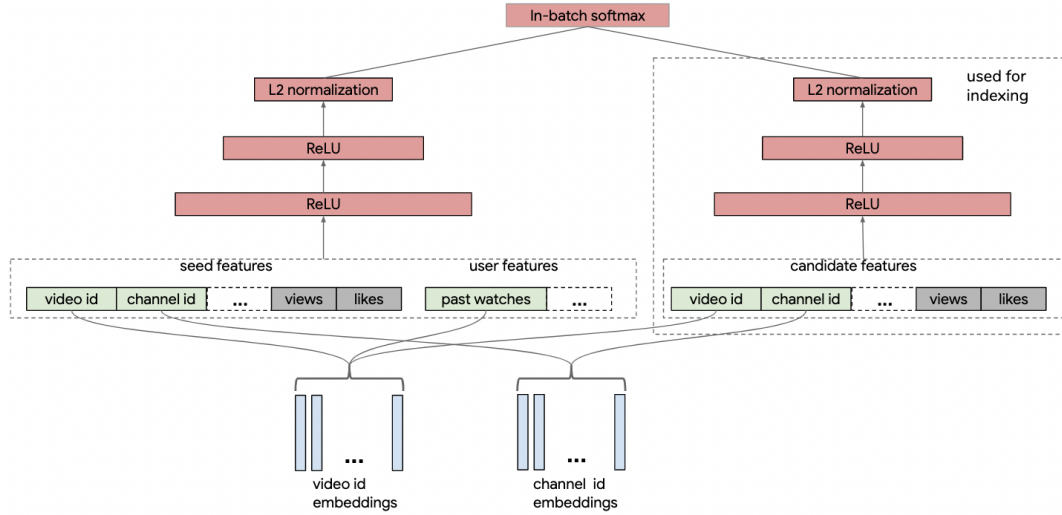 In-batch softmax
L2 normalization
L2 normalization
used for
indexing
ReLU
ReLU
ReLU
ReLU
seed features
user features
candidate features
video id
channel id
...
views
likes
past watches
...
video id
channel id
...
views
likes
...
...
video id
embeddings
channel id
embeddings